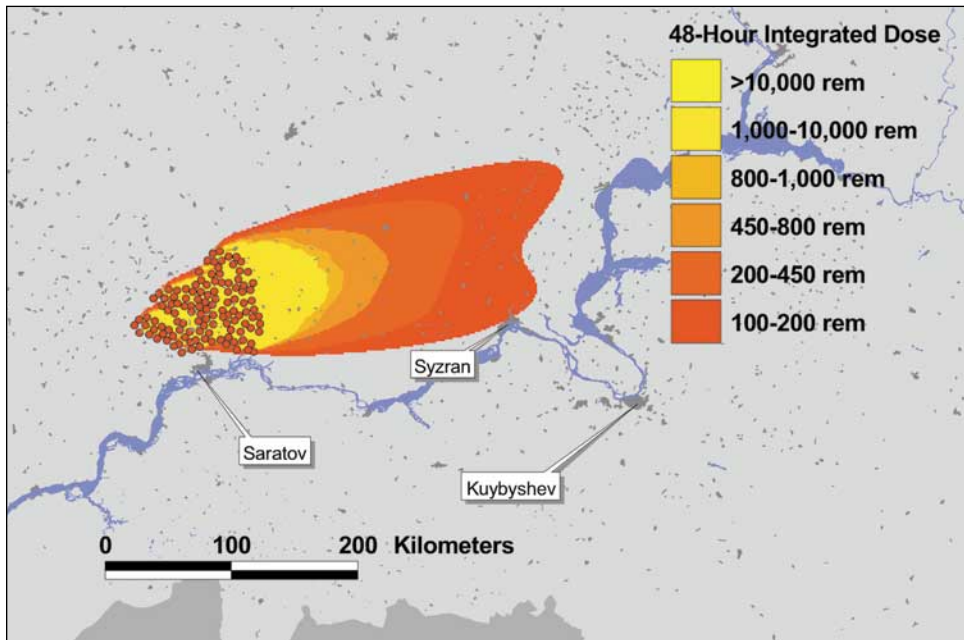 48-Hour Integrated Dose
>10,000 rem
1,000-10,000 rem
800-1,000 rem
450-800 rem
200-450 rem
100-200 rem
Syzran
Saratov
Kuybyshev
0 100 200 Kilometers